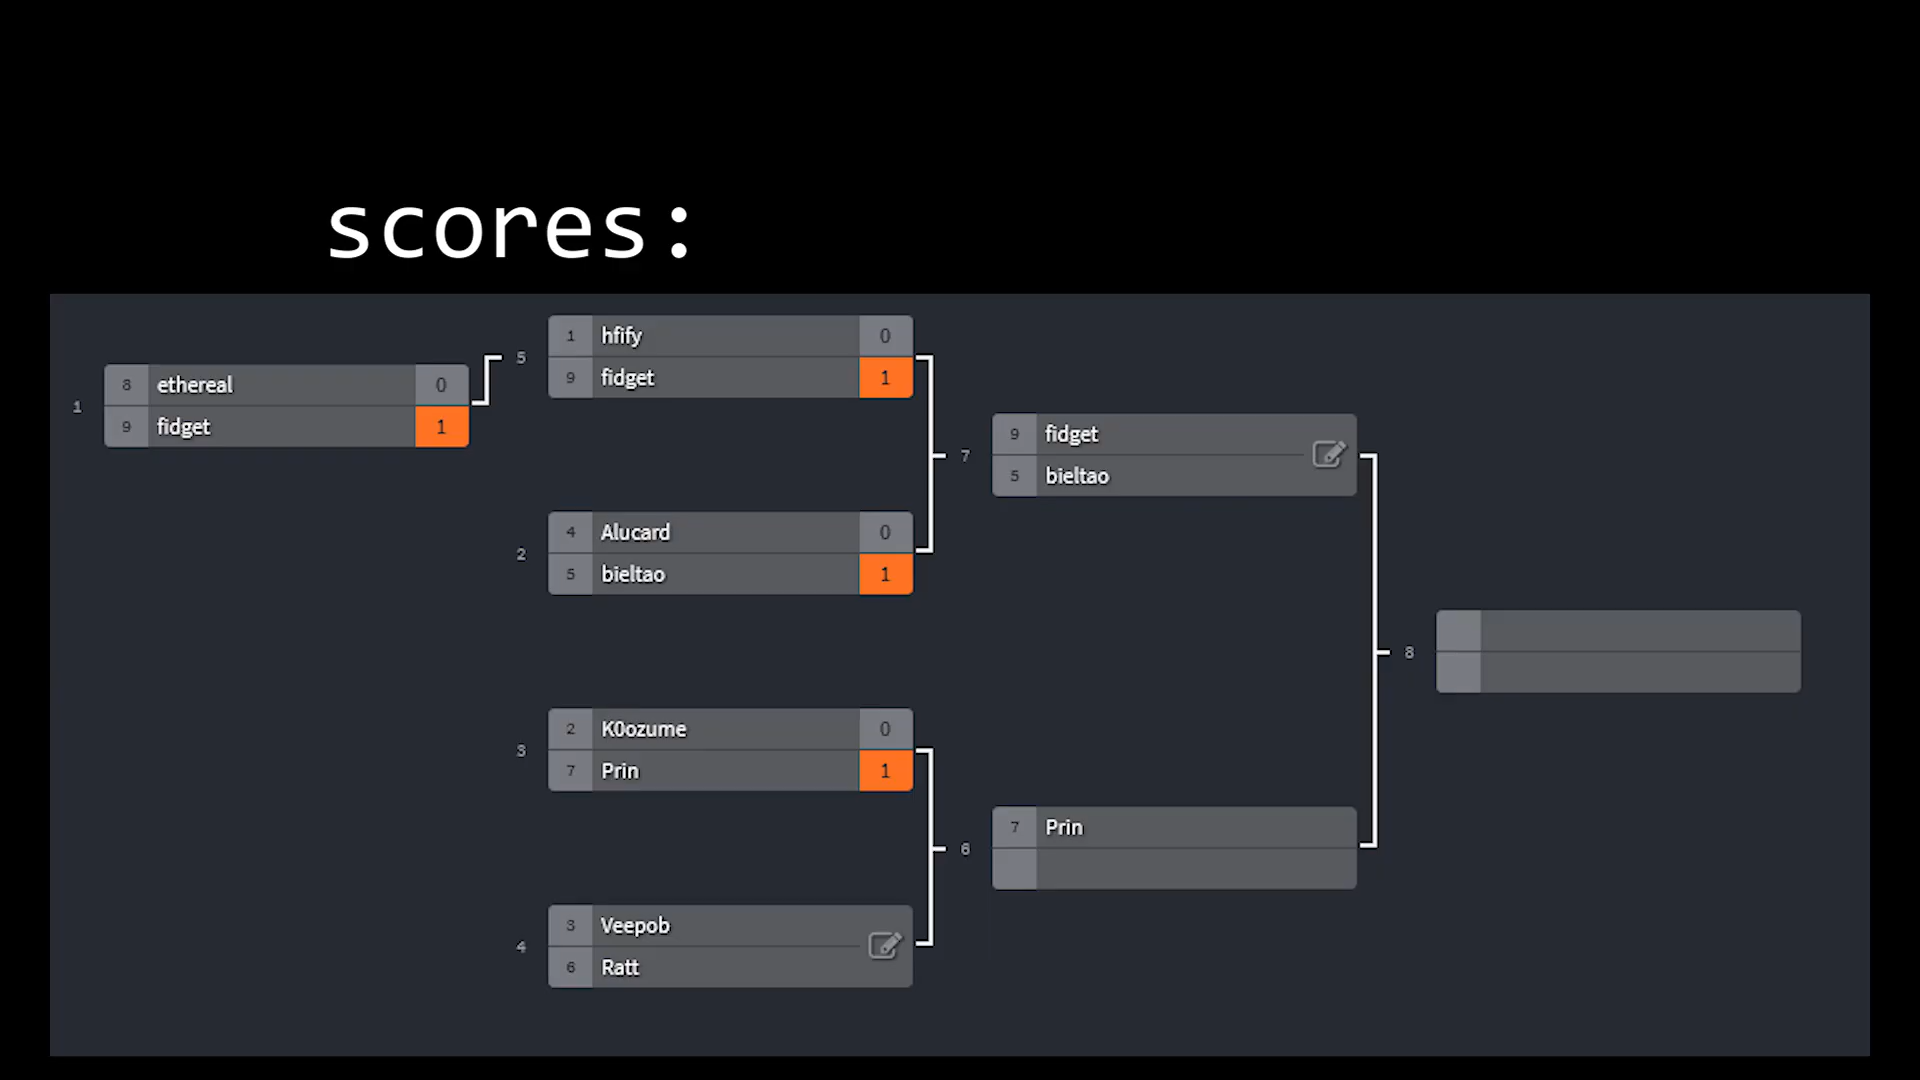 scores:
1
8 ethereal 0
9 fidget 1
5
1 hfify 0
9 fidget 1
2
4 Alucard 0
5 bieltao 1
3
2 K0ozume 0
7 Prin 1
4
3 Veepob
6 Ratt
7
9 fidget
5 bieltao
6
7 Prin
8